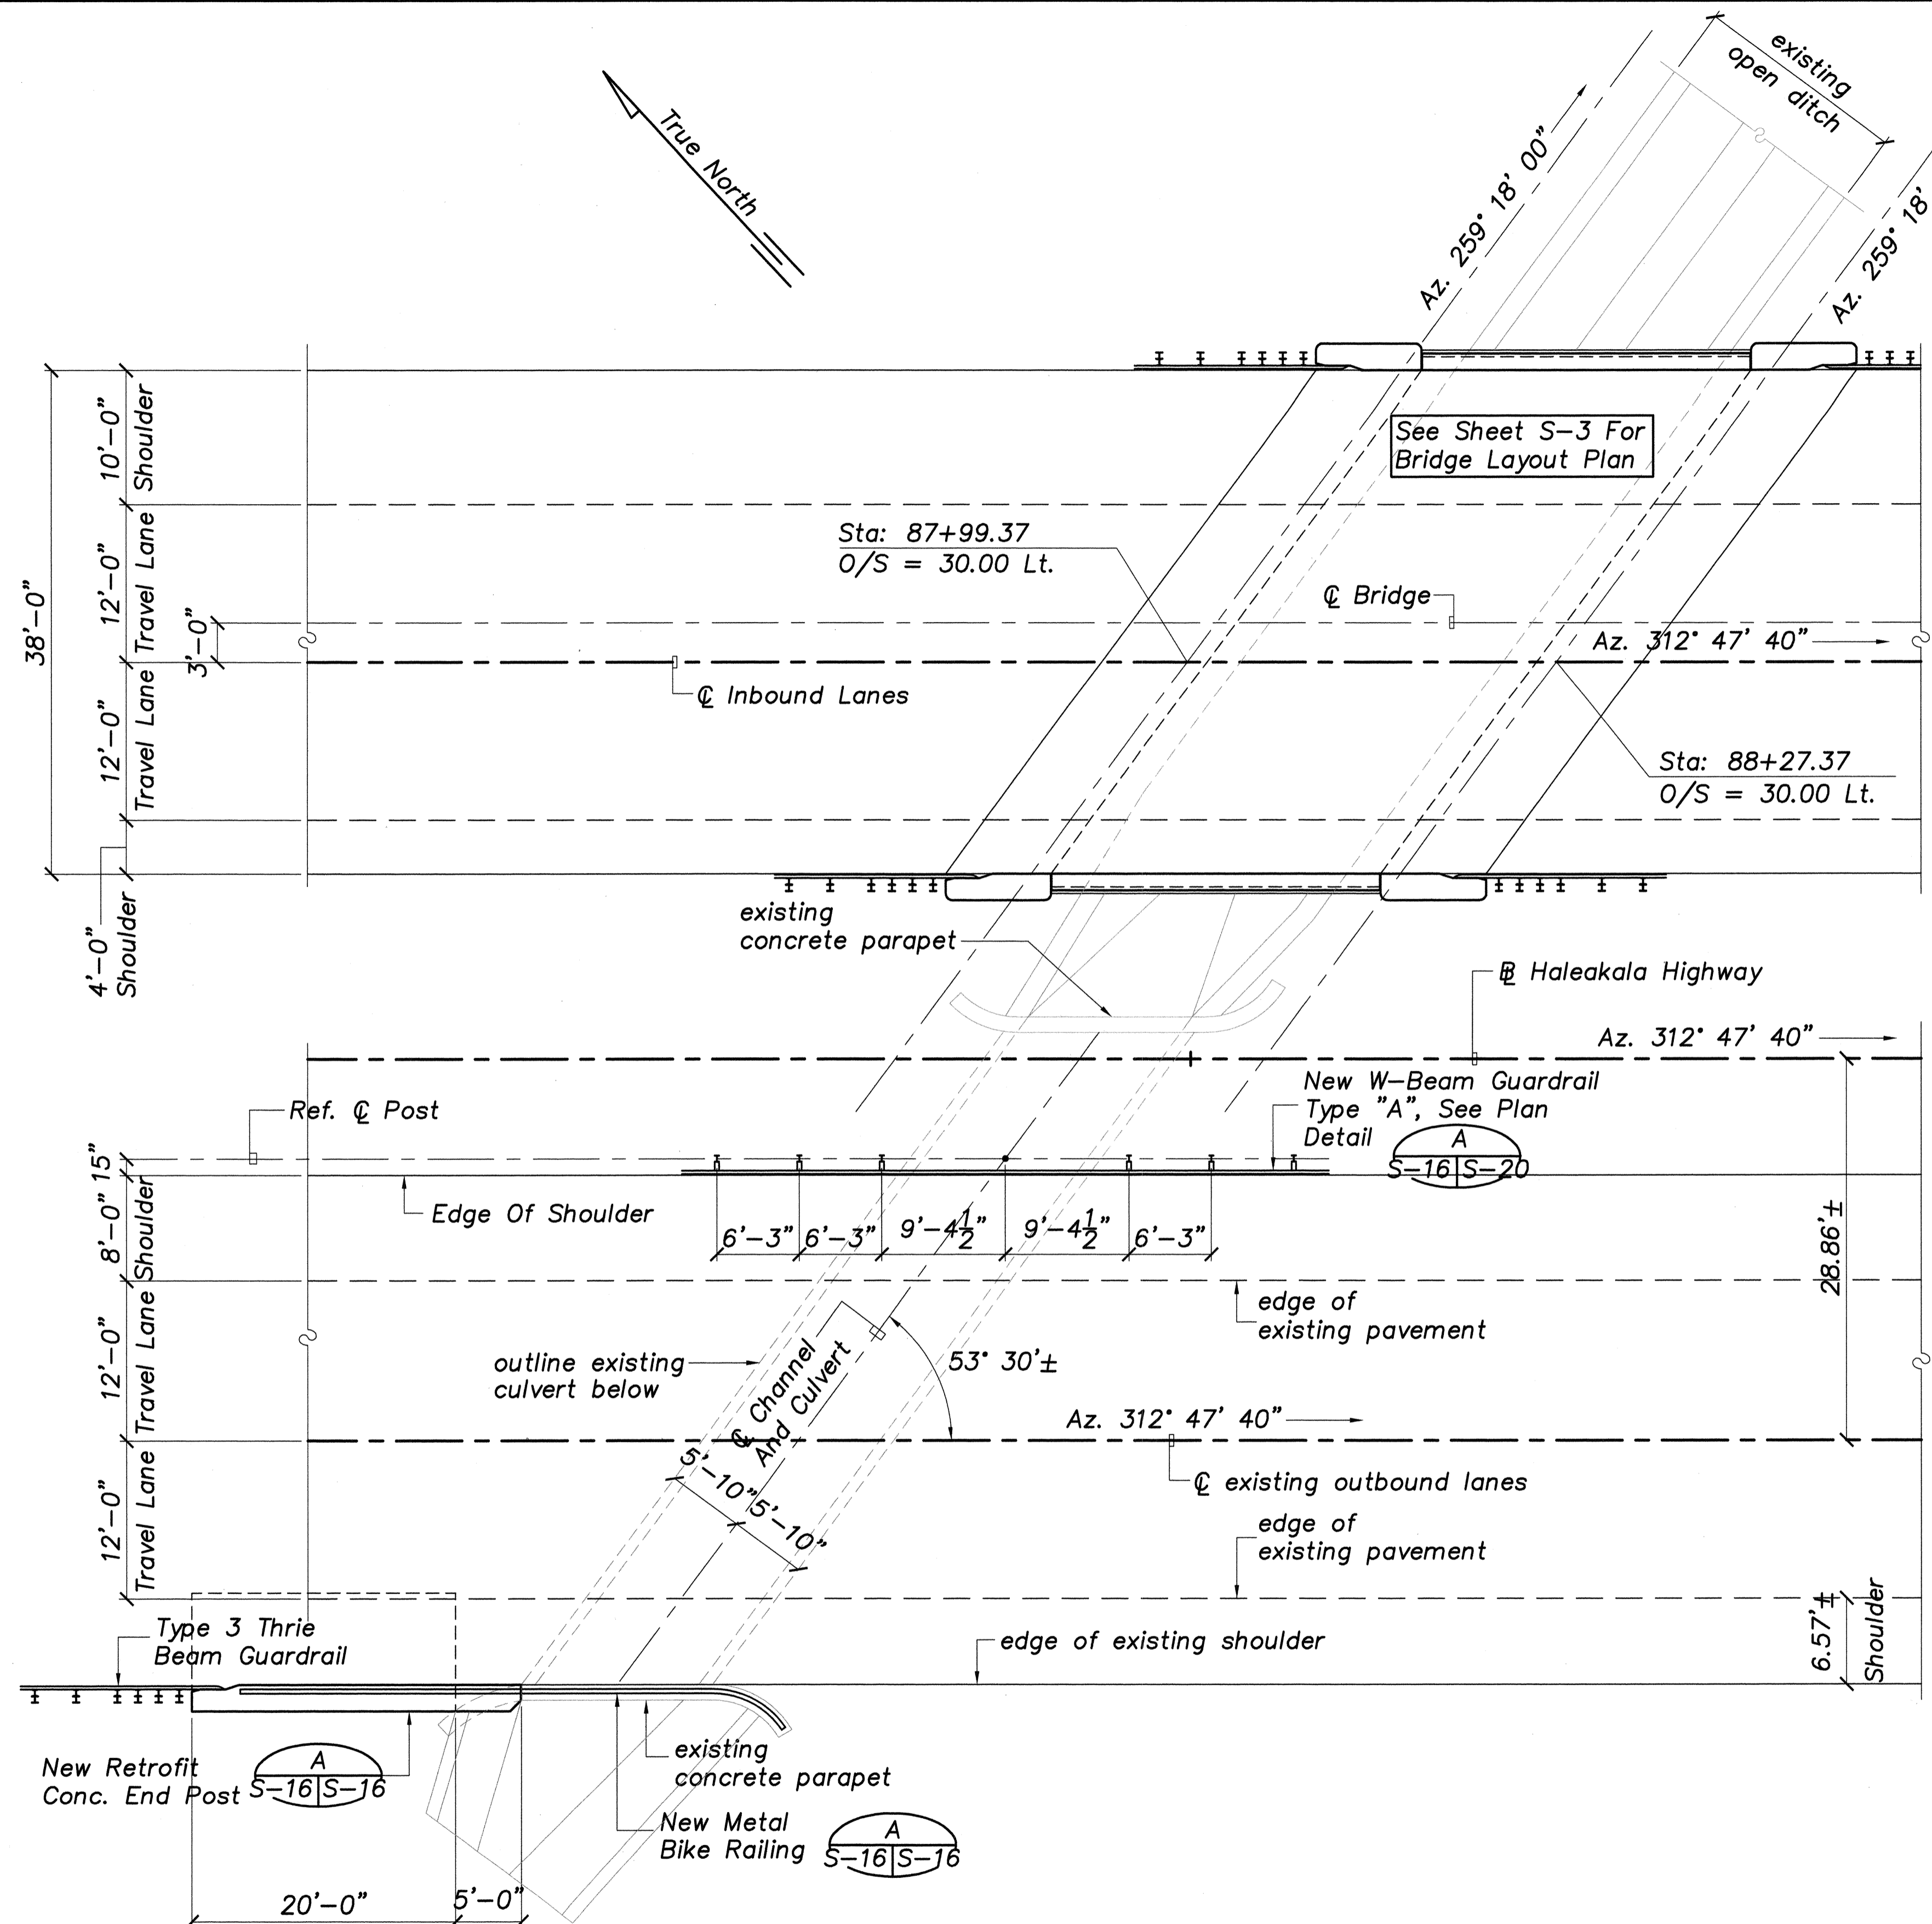 existing
open ditch
True North
Az. 259° 18' 00"
Az. 259° 18'
38'-0"
10'-0"
Shoulder
12'-0"
Travel Lane
3'-0"
12'-0"
Travel Lane
4'-0"
Shoulder
See Sheet S-3 For
Bridge Layout Plan
Sta: 87+99.37
O/S = 30.00 Lt.
℄ Bridge
Az. 312° 47' 40"
℄ Inbound Lanes
Sta: 88+27.37
O/S = 30.00 Lt.
existing
concrete parapet
BL Haleakala Highway
Az. 312° 47' 40"
Ref. ℄ Post
New W-Beam Guardrail
Type "A", See Plan
Detail
A
S-16 S-20
15"
8'-0"
Shoulder
Edge Of Shoulder
6'-3" 6'-3" 9'-4 1/2" 9'-4 1/2" 6'-3"
28.86'±
12'-0"
Travel Lane
edge of
existing pavement
outline existing
culvert below
℄ Channel
And Culvert
53° 30'±
Az. 312° 47' 40"
5'-10" 5'-10"
℄ existing outbound lanes
12'-0"
Travel Lane
edge of
existing pavement
6.57'±
Shoulder
Type 3 Thrie
Beam Guardrail
edge of existing shoulder
New Retrofit
Conc. End Post
A
S-16 S-16
existing
concrete parapet
New Metal
Bike Railing
A
S-16 S-16
20'-0" 5'-0"